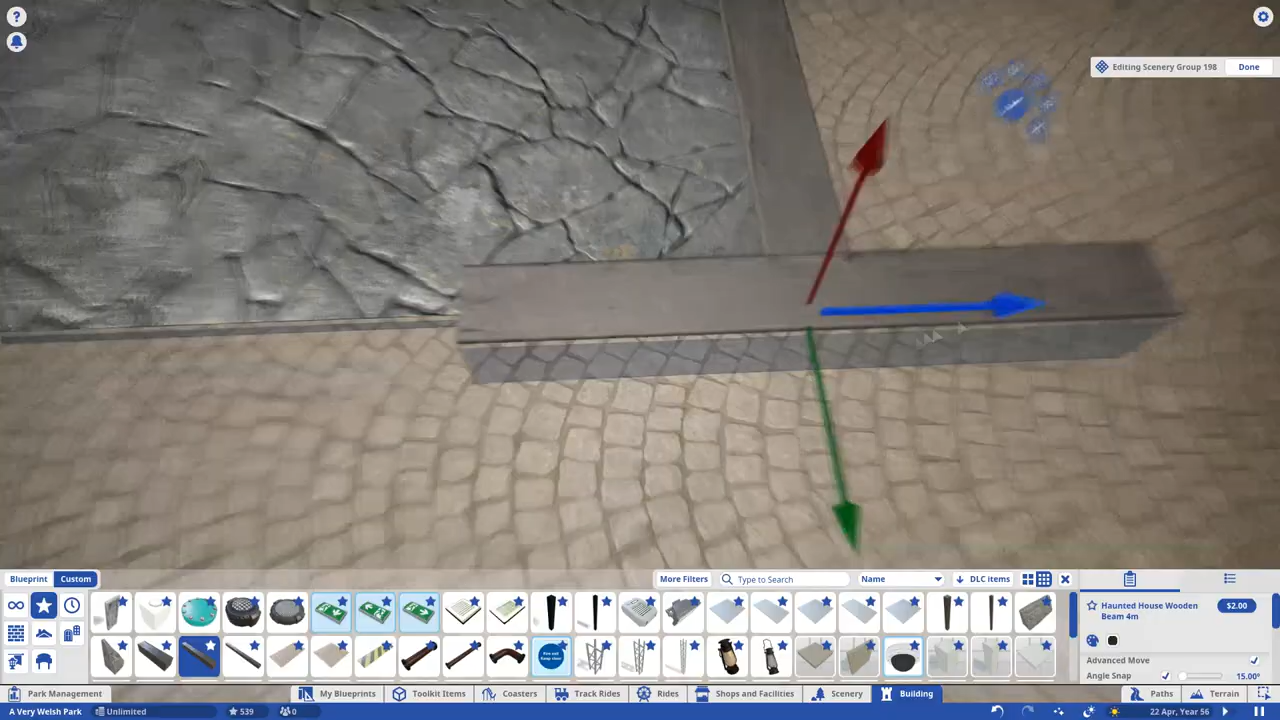 ?
Editing Scenery Group 198 Done
Blueprint Custom More Filters Type to Search Name DLC items
Haunted House Wooden Beam 4m $2.00
Advanced Move
Angle Snap 15.00°
Park Management My Blueprints Toolkit Items Coasters Track Rides Rides Shops and Facilities Scenery Building Paths Terrain
A Very Welsh Park Unlimited 539 0 22 Apr, Year 56